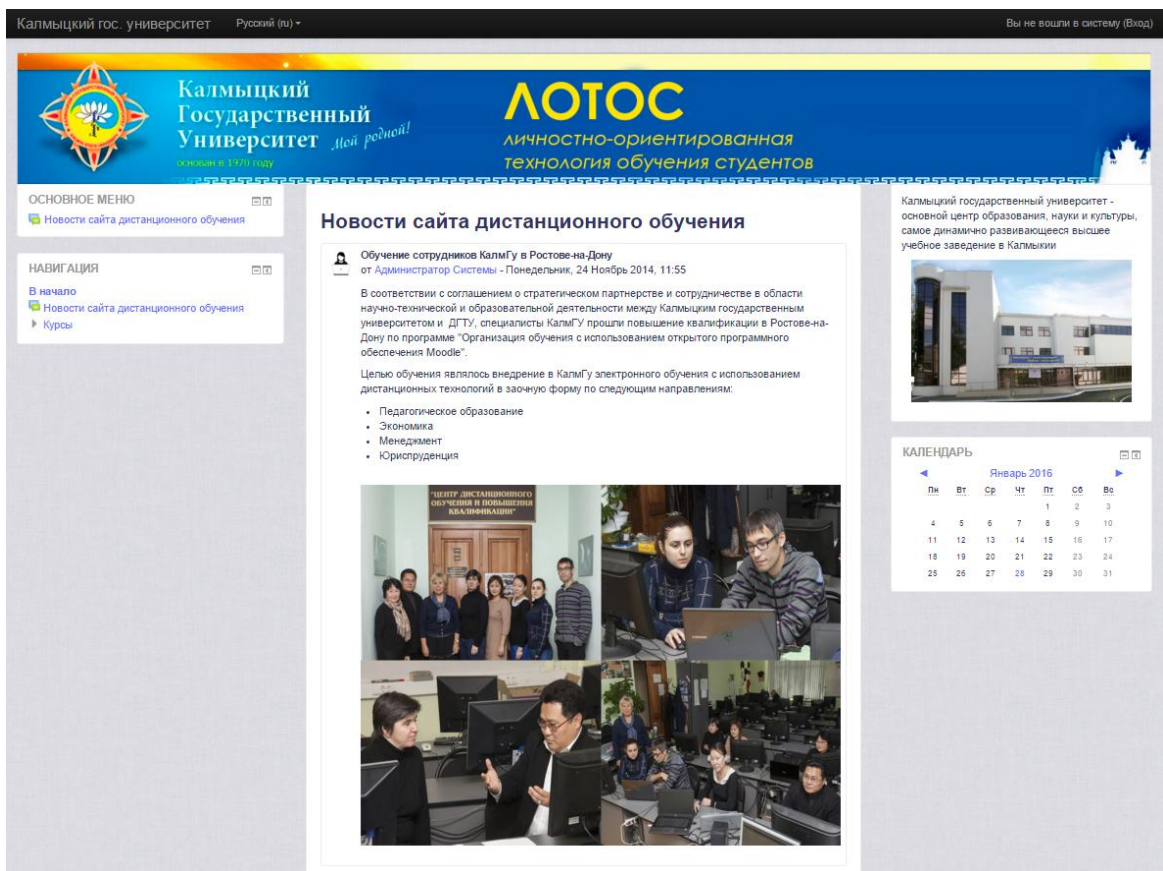 Калмыцкий гос. университет Русский (ru) Вы не вошли в систему (Вход)
Калмыцкий
Государственный
Университет Мой родной!
основан в 1970 году
ЛОТОС
личностно-ориентированная
технология обучения студентов
ОСНОВНОЕ МЕНЮ
Новости сайта дистанционного обучения
НАВИГАЦИЯ
В начало
Новости сайта дистанционного обучения
Курсы
Новости сайта дистанционного обучения
Обучение сотрудников КалмГу в Ростове-на-Дону
от Администратор Системы - Понедельник, 24 Ноябрь 2014, 11:55
В соответствии с соглашением о стратегическом партнерстве и сотрудничестве в области
научно-технической и образовательной деятельности между Калмыцким государственным
университетом и ДГТУ, специалисты КалмГУ прошли повышение квалификации в Ростове-на-
Дону по программе "Организация обучения с использованием открытого программного
обеспечения Moodle".
Целью обучения являлось внедрение в КалмГу электронного обучения с использованием
дистанционных технологий в заочную форму по следующим направлениям:
• Педагогическое образование
• Экономика
• Менеджмент
• Юриспруденция
"ЦЕНТР ДИСТАНЦИОННОГО
ОБУЧЕНИЯ И ПОВЫШЕНИЯ
КВАЛИФИКАЦИИ"
Калмыцкий государственный университет -
основной центр образования, науки и культуры,
самое динамично развивающееся высшее
учебное заведение в Калмыкии
КАЛЕНДАРЬ
Январь 2016
Пн Вт Ср Чт Пт Сб Вс
1 2 3
4 5 6 7 8 9 10
11 12 13 14 15 16 17
18 19 20 21 22 23 24
25 26 27 28 29 30 31